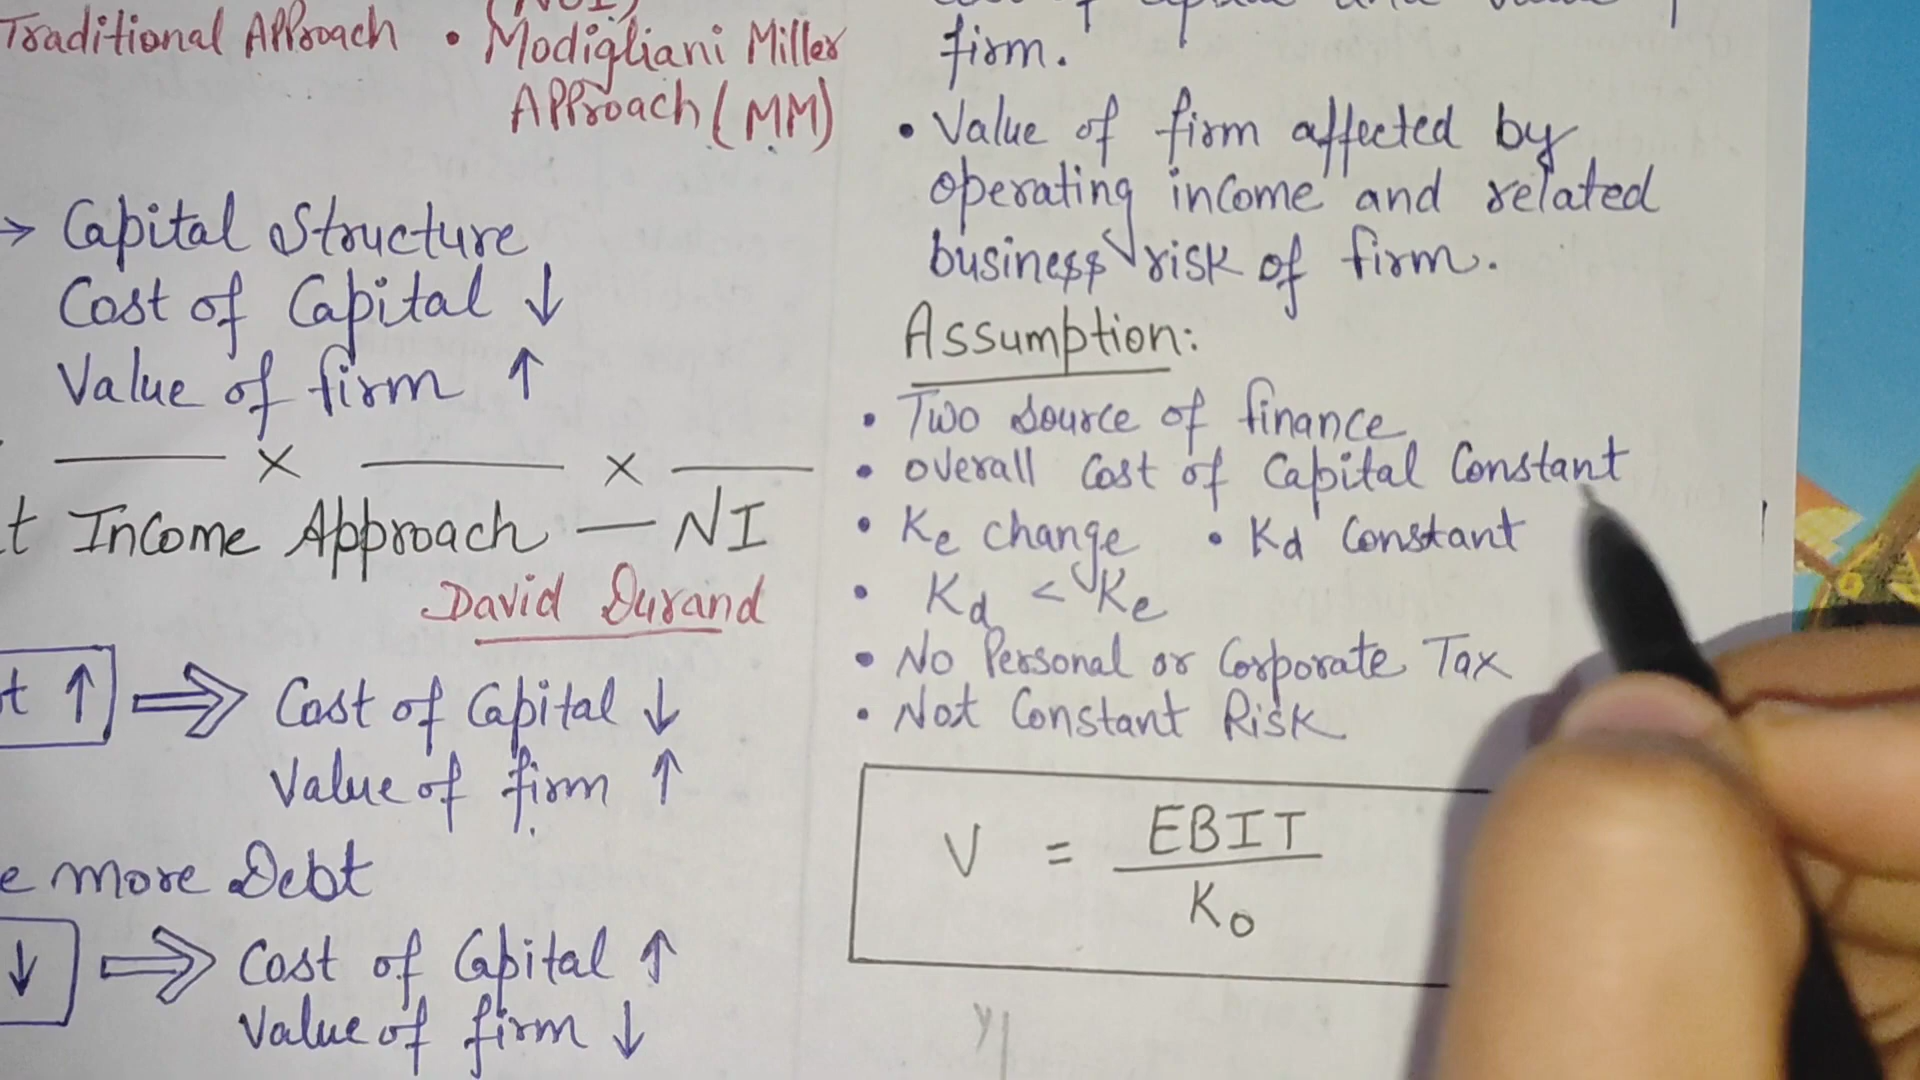 Traditional Approach • Modigliani Miller
Approach (MM)
→ Capital Structure
Cost of Capital ↓
Value of firm ↑
t Income Approach — NI
David Durand
t ↑ ⇒ Cost of Capital ↓
Value of firm ↑
e more Debt
↓ ⇒ Cost of Capital ↑
Value of firm ↓
firm.
• Value of firm affected by
operating income and related
business risk of firm.
Assumption:
• Two source of finance
• overall cost of Capital Constant
• Ke change • Kd Constant
• Kd < Ke
• No Personal or Corporate Tax
• Not Constant Risk
V = EBIT
Ko